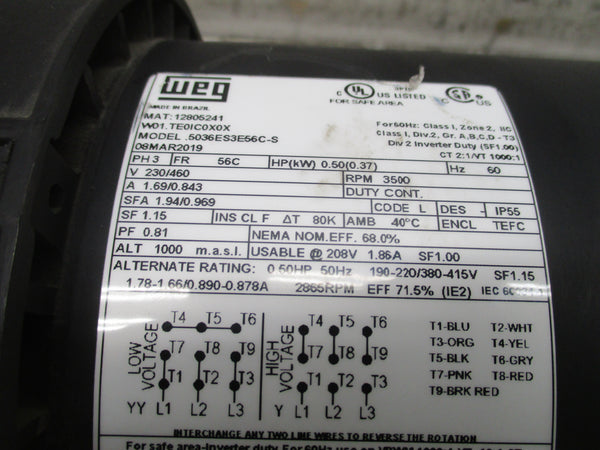 WEG
MADE IN BRAZIL
MAT: 12805241
W01.TE0IC0X0X
MODEL .5036ES3E56C-S
08MAR2019
C UL US LISTED
FOR SAFE AREA
US
For 60Hz: Class I, Zone 2, IIC
Class I, Div.2, Gr. A,B,C,D - T3
Div 2 Inverter Duty (SF1.00)
CT 2:1/VT 1000:1
PH 3 FR 56C HP(kW) 0.50(0.37) Hz 60
V 230/460 RPM 3500
A 1.69/0.843 DUTY CONT.
SFA 1.94/0.969 CODE L DES - IP55
SF 1.15 INS CL F ΔT 80K AMB 40°C ENCL TEFC
PF 0.81 NEMA NOM.EFF. 68.0%
ALT 1000 m.a.s.l. USABLE @ 208V 1.86A SF1.00
ALTERNATE RATING: 0.50HP 50Hz 190-220/380-415V SF1.15
1.78-1.66/0.890-0.878A 2865RPM EFF 71.5% (IE2) IEC
LOW VOLTAGE
T4 T5 T6
T7 T8 T9
T1 T2 T3
YY L1 L2 L3
HIGH VOLTAGE
T4 T5 T6
T7 T8 T9
T1 T2 T3
Y L1 L2 L3
T1-BLU T2-WHT
T3-ORG T4-YEL
T5-BLK T6-GRY
T7-PNK T8-RED
T9-BRK RED
INTERCHANGE ANY TWO LINE WIRES TO REVERSE THE ROTATION
For safe area-inverter duty: For 60Hz use on VPWM 1000:1